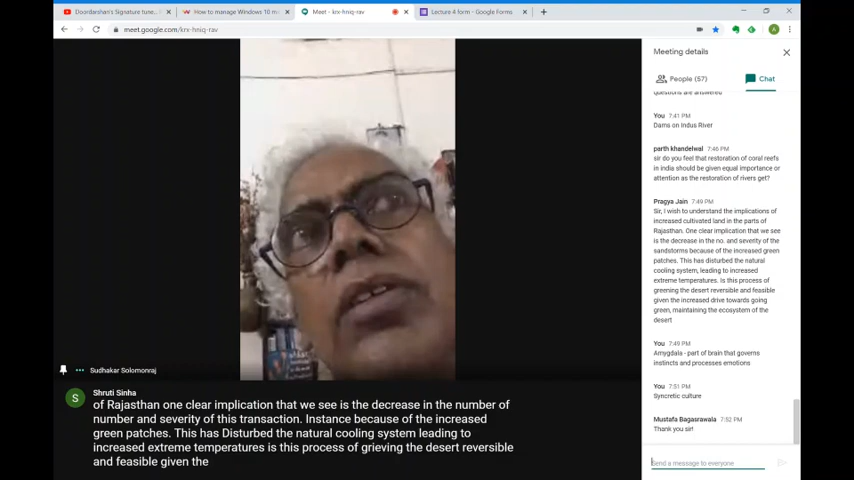 Doordarshan's Signature tune...
How to manage Windows 10 m
Meet - krx-hniq-rav
Lecture 4 form - Google Forms
meet.google.com/krx-hniq-rav
A
Meeting details
People (57)
Chat
questions are answered
You 7:41 PM
Dams on Indus River
parth khandelwal 7:46 PM
sir do you feel that restoration of coral reefs
in india should be given equal importance or
attention as the restoration of rivers get?
Pragya Jain 7:49 PM
Sir, I wish to understand the implications of
increased cultivated land in the parts of
Rajasthan. One clear implication that we see
is the decrease in the no. and severity of the
sandstorms because of the increased green
patches. This has disturbed the natural
cooling system, leading to increased
extreme temperatures. Is this process of
greening the desert reversible and feasible
given the increased drive towards going
green, maintaining the ecosystem of the
desert
You 7:49 PM
Amygdala - part of brain that governs
instincts and processes emotions
You 7:51 PM
Syncretic culture
Mustafa Bagasrawala 7:52 PM
Thank you sir!
Send a message to everyone
Sudhakar Solomonraj
S
Shruti Sinha
of Rajasthan one clear implication that we see is the decrease in the number of
number and severity of this transaction. Instance because of the increased
green patches. This has Disturbed the natural cooling system leading to
increased extreme temperatures is this process of grieving the desert reversible
and feasible given the